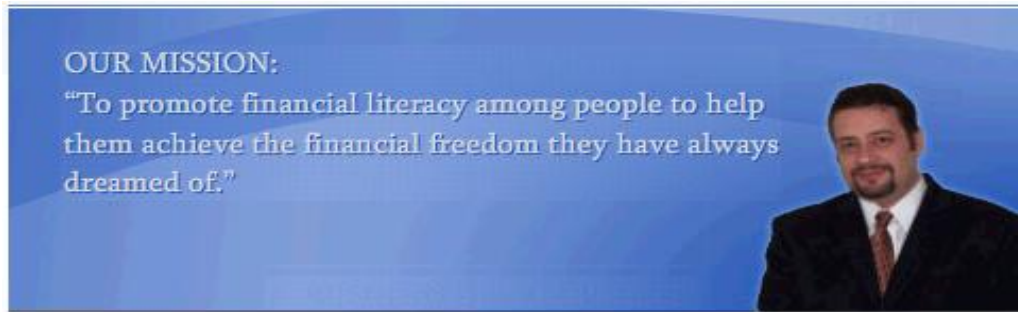 OUR MISSION:
“To promote financial literacy among people to help
them achieve the financial freedom they have always
dreamed of.”